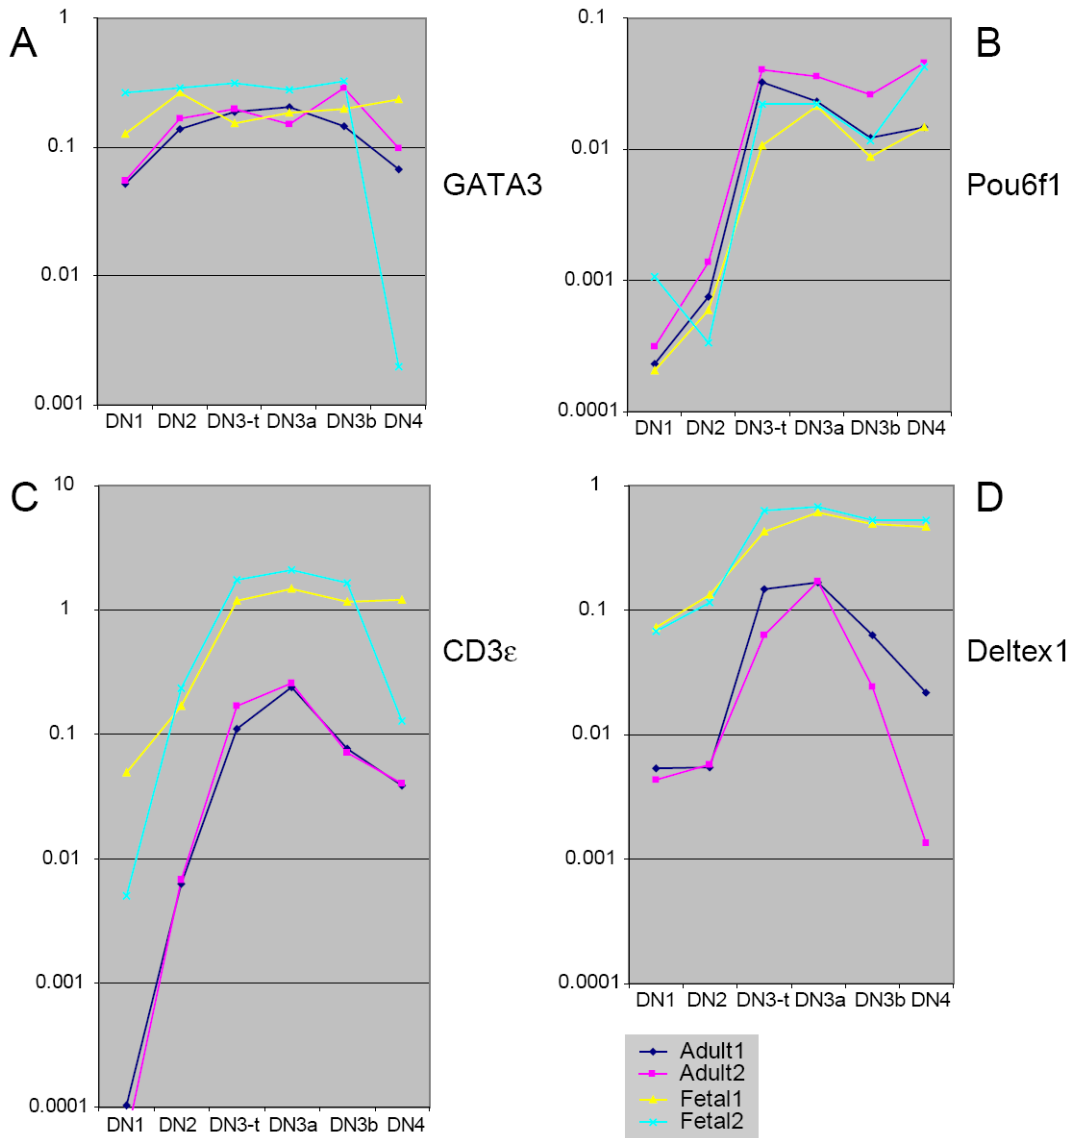 A
1
0.1
0.01
0.001
DN1 DN2 DN3-t DN3a DN3b DN4
GATA3
B
0.1
0.01
0.001
0.0001
DN1 DN2 DN3-t DN3a DN3b DN4
Pou6f1
C
10
1
0.1
0.01
0.001
0.0001
DN1 DN2 DN3-t DN3a DN3b DN4
CD3ε
D
1
0.1
0.01
0.001
0.0001
DN1 DN2 DN3-t DN3a DN3b DN4
Deltex1
Adult1
Adult2
Fetal1
Fetal2